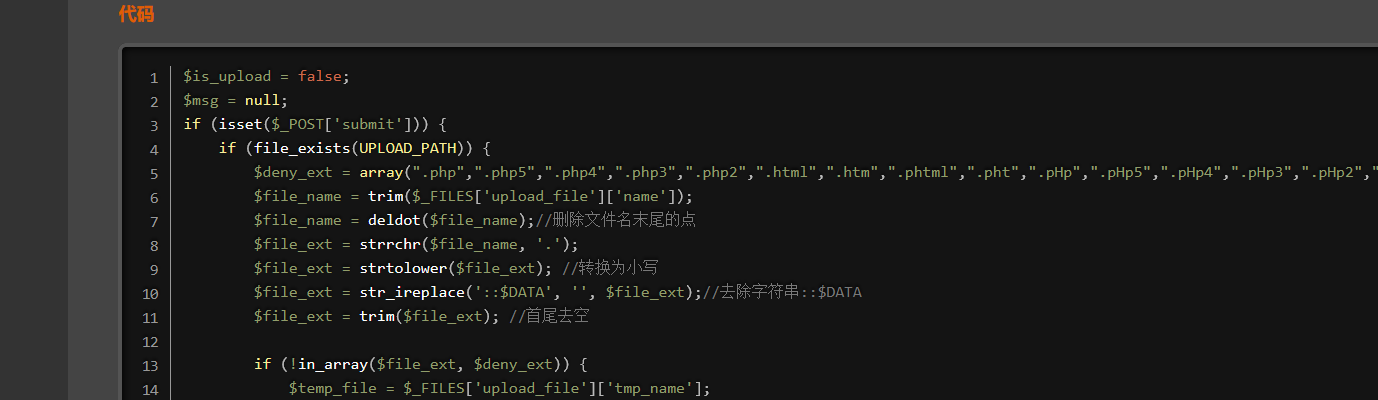 代码
1 $is_upload = false;
2 $msg = null;
3 if (isset($_POST['submit'])) {
4 if (file_exists(UPLOAD_PATH)) {
5 $deny_ext = array(".php",".php5",".php4",".php3",".php2",".html",".htm",".phtml",".pht",".pHp",".pHp5",".pHp4",".pHp3",".pHp2","
6 $file_name = trim($_FILES['upload_file']['name']);
7 $file_name = deldot($file_name);//删除文件名末尾的点
8 $file_ext = strrchr($file_name, '.');
9 $file_ext = strtolower($file_ext); //转换为小写
10 $file_ext = str_ireplace('::$DATA', '', $file_ext);//去除字符串::$DATA
11 $file_ext = trim($file_ext); //首尾去空
12
13 if (!in_array($file_ext, $deny_ext)) {
14 $temp_file = $_FILES['upload_file']['tmp_name'];